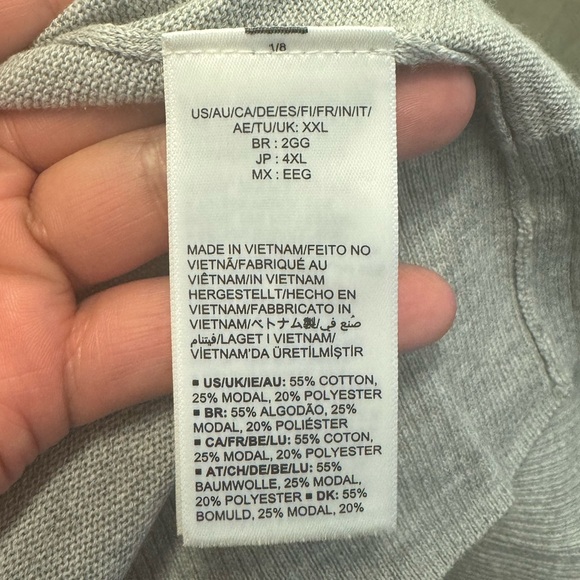 1/8
US/AU/CA/DE/ES/FI/FR/IN/IT/
AE/TU/UK: XXL
BR : 2GG
JP : 4XL
MX : EEG
MADE IN VIETNAM/FEITO NO
VIETNÃ/FABRIQUÉ AU
VIÊTNAM/IN VIETNAM
HERGESTELLT/HECHO EN
VIETNAM/FABBRICATO IN
VIETNAM/ベトナム製/صُنع في
فيتنام/LAGET I VIETNAM/
VİETNAM'DA ÜRETİLMİŞTİR
▪ US/UK/IE/AU: 55% COTTON,
25% MODAL, 20% POLYESTER
▪ BR: 55% ALGODÃO, 25%
MODAL, 20% POLIÉSTER
▪ CA/FR/BE/LU: 55% COTON,
25% MODAL, 20% POLYESTER
▪ AT/CH/DE/BE/LU: 55%
BAUMWOLLE, 25% MODAL,
20% POLYESTER ▪ DK: 55%
BOMULD, 25% MODAL, 20%